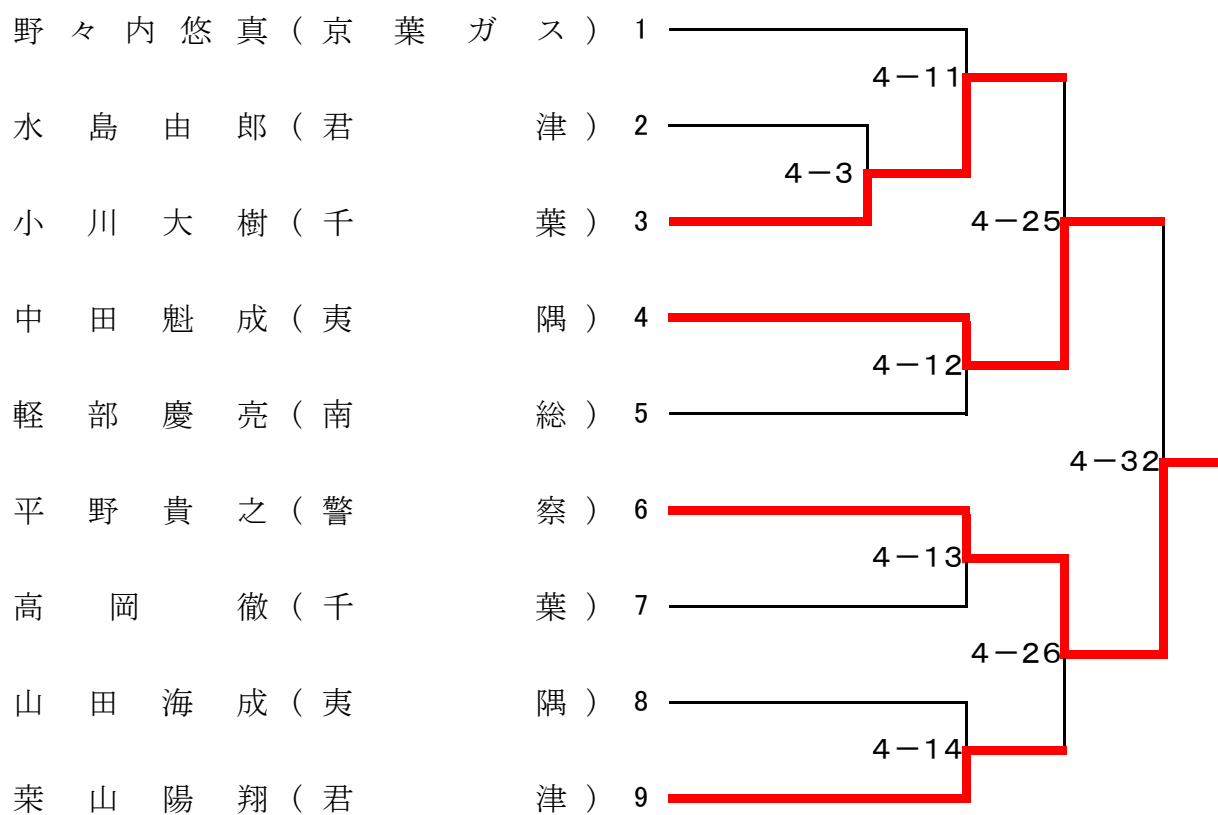 野々内悠真(京葉ガス) 1
4－11
水島由郎(君津) 2
4－3
小川大樹(千葉) 3
4－25
中田魁成(夷隅) 4
4－12
軽部慶亮(南総) 5
4－32
平野貴之(警察) 6
4－13
高岡徹(千葉) 7
4－26
山田海成(夷隅) 8
4－14
桒山陽翔(君津) 9